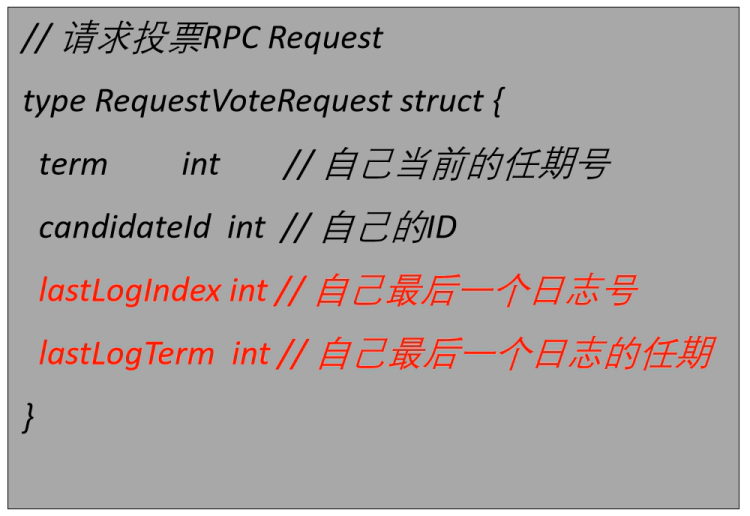 // 请求投票RPC Request
type RequestVoteRequest struct {
term int // 自己当前的任期号
candidateId int // 自己的ID
lastLogIndex int // 自己最后一个日志号
lastLogTerm int // 自己最后一个日志的任期
}